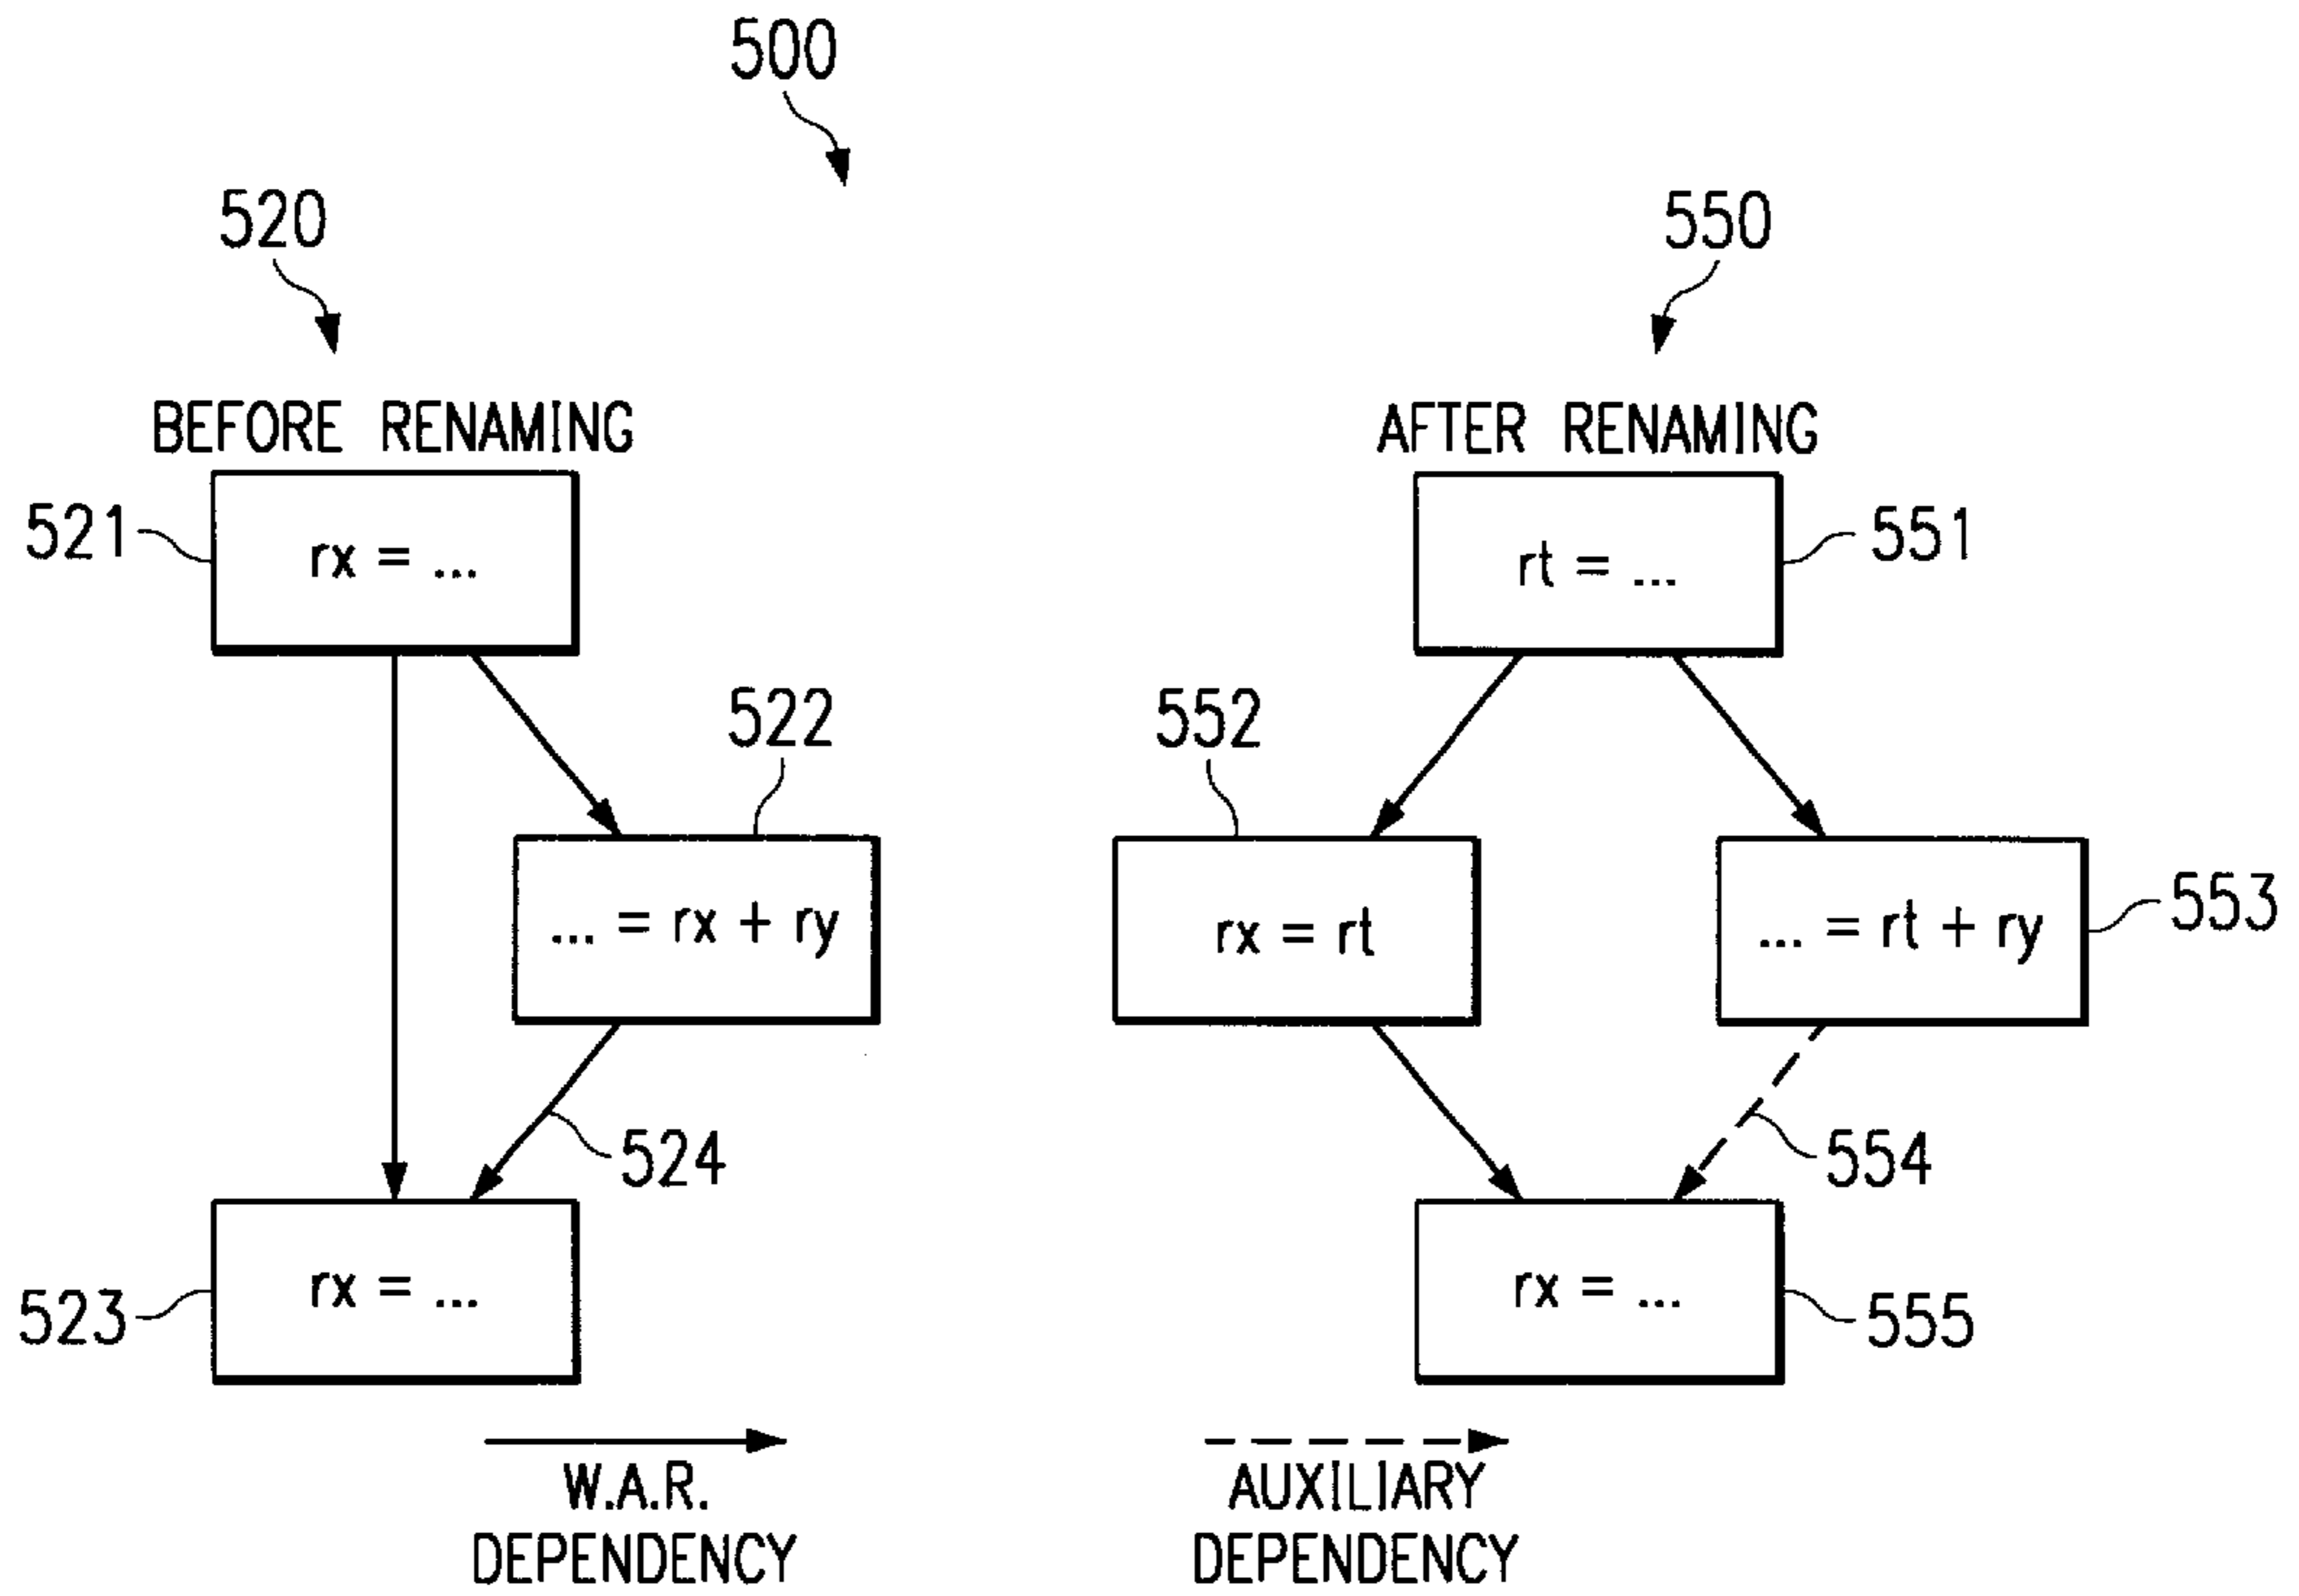 500
520
550
BEFORE RENAMING
AFTER RENAMING
521
rx = ...
rt = ...
551
522
552
... = rx + ry
rx = rt
... = rt + ry
553
524
554
523
rx = ...
rx = ...
555
W.A.R.
DEPENDENCY
AUXILIARY
DEPENDENCY